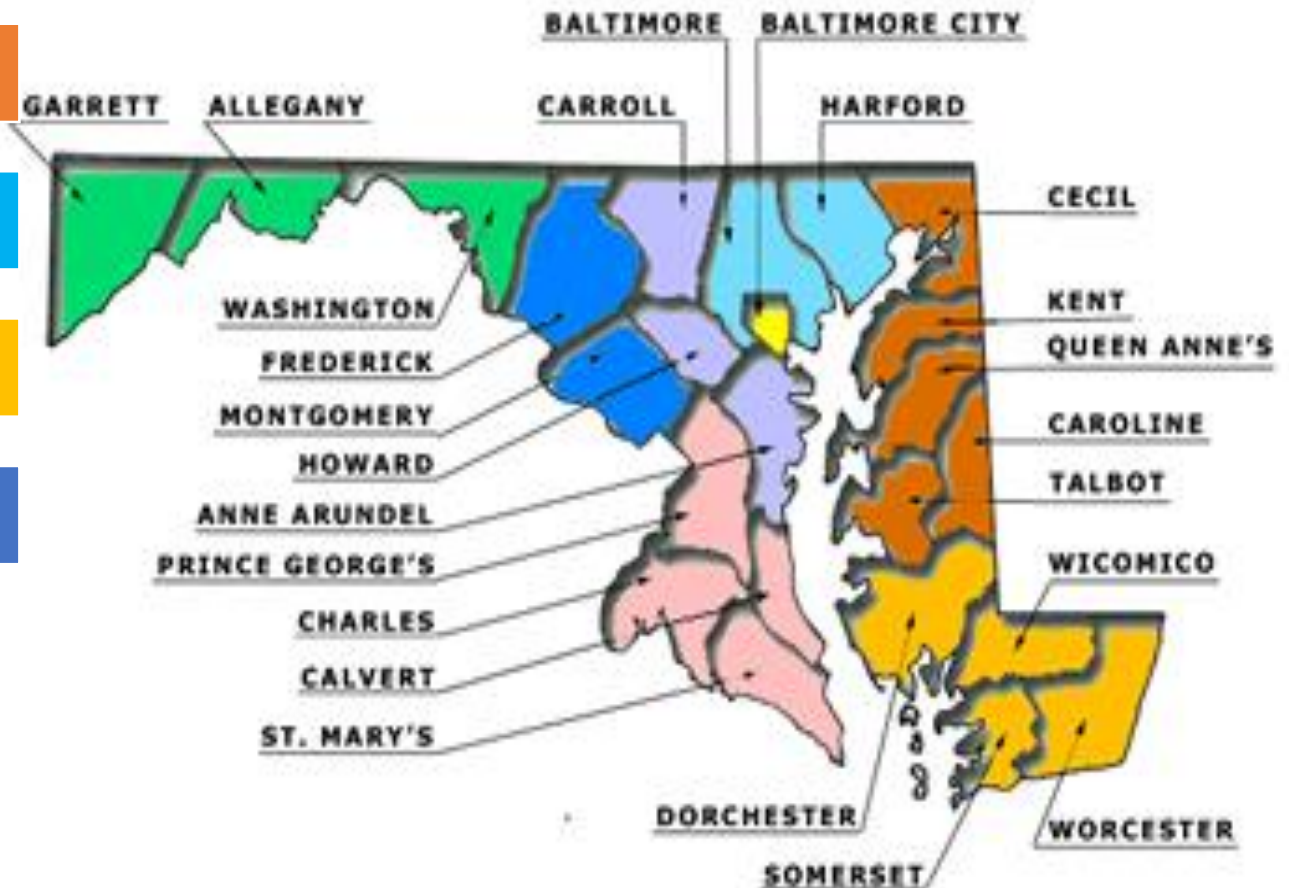 BALTIMORE BALTIMORE CITY
GARRETT ALLEGANY CARROLL HARFORD
CECIL
KENT
WASHINGTON
QUEEN ANNE'S
FREDERICK
MONTGOMERY
CAROLINE
HOWARD
TALBOT
ANNE ARUNDEL
PRINCE GEORGE'S
WICOMICO
CHARLES
CALVERT
ST. MARY'S
DORCHESTER
WORCESTER
SOMERSET